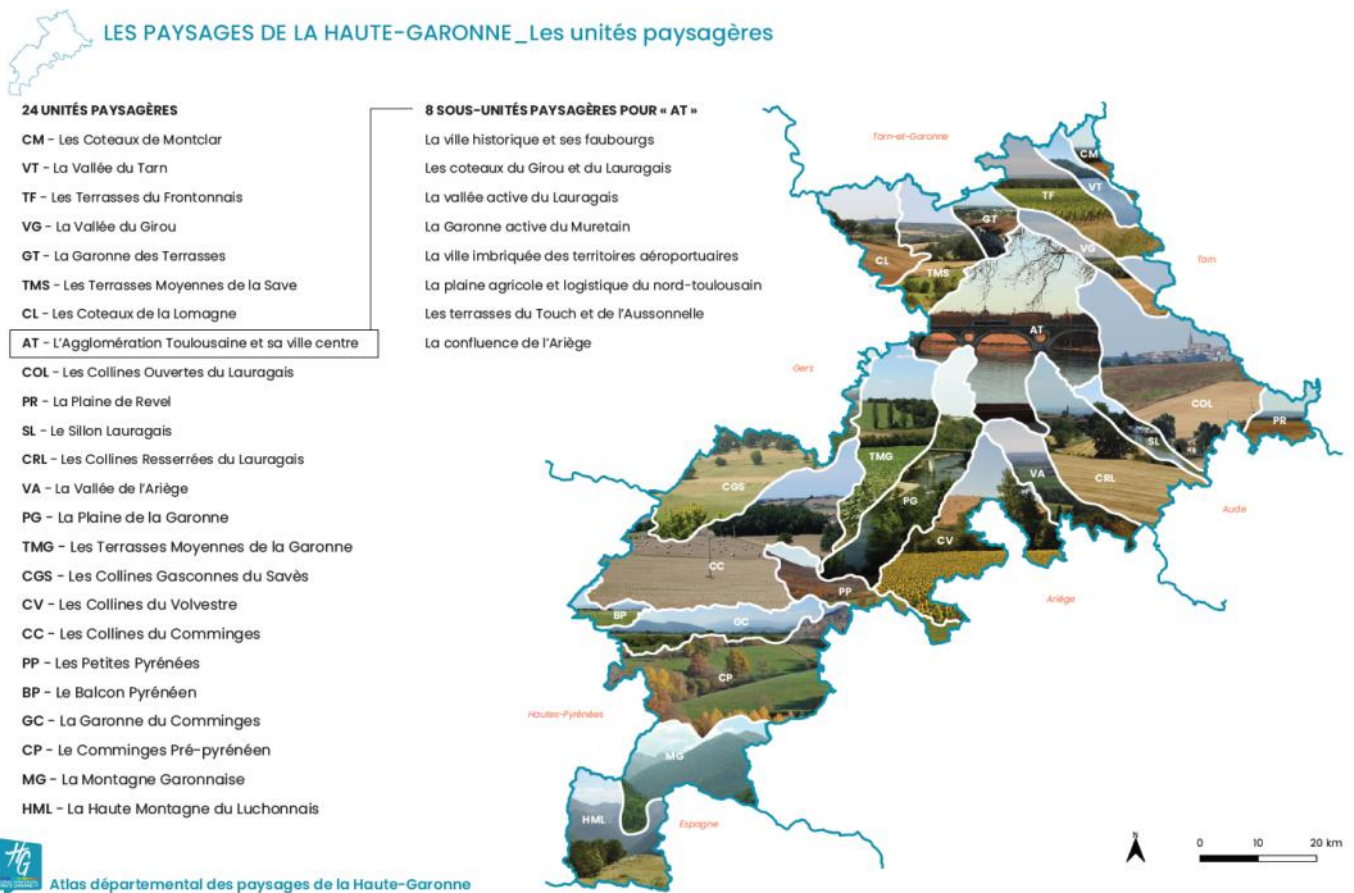 LES PAYSAGES DE LA HAUTE-GARONNE_Les unités paysagères
24 UNITÉS PAYSAGÈRES
CM - Les Coteaux de Montclar
VT - La Vallée du Tarn
TF - Les Terrasses du Frontonnais
VG - La Vallée du Girou
GT - La Garonne des Terrasses
TMS - Les Terrasses Moyennes de la Save
CL - Les Coteaux de la Lomagne
AT - L'Agglomération Toulousaine et sa ville centre
COL - Les Collines Ouvertes du Lauragais
PR - La Plaine de Revel
SL - Le Sillon Lauragais
CRL - Les Collines Resserrées du Lauragais
VA - La Vallée de l'Ariège
PG - La Plaine de la Garonne
TMG - Les Terrasses Moyennes de la Garonne
CGS - Les Collines Gasconnes du Savès
CV - Les Collines du Volvestre
CC - Les Collines du Comminges
PP - Les Petites Pyrénées
BP - Le Balcon Pyrénéen
GC - La Garonne du Comminges
CP - Le Comminges Pré-pyrénéen
MG - La Montagne Garonnaise
HML - La Haute Montagne du Luchonnais
8 SOUS-UNITÉS PAYSAGÈRES POUR « AT »
La ville historique et ses faubourgs
Les coteaux du Girou et du Lauragais
La vallée active du Lauragais
La Garonne active du Muretain
La ville imbriquée des territoires aéroportuaires
La plaine agricole et logistique du nord-toulousain
Les terrasses du Touch et de l'Aussonnelle
La confluence de l'Ariège
Tarn-et-Garonne
CM
VT
TF
GT
VG
Tarn
CL
TMS
AT
Gers
COL
PR
SL
TMG
CRL
VA
CGS
PG
Aude
CV
CC
PP
Ariège
BP
GC
CP
Hautes-Pyrénées
MG
HML
Espagne
N
0 10 20 km
HG
Atlas départemental des paysages de la Haute-Garonne